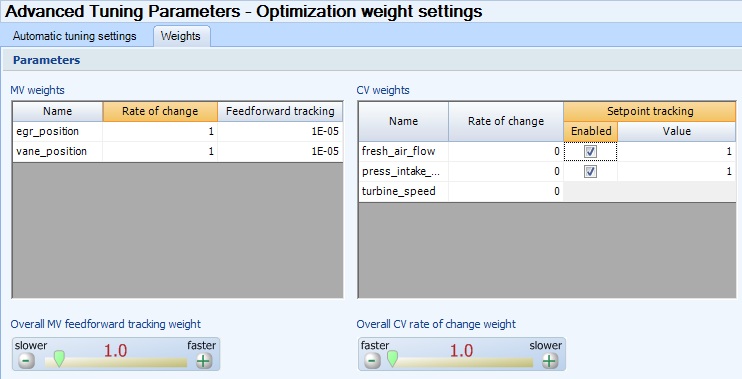 Advanced Tuning Parameters - Optimization weight settings
Automatic tuning settings Weights
Parameters
MV weights CV weights
Name Rate of change Feedforward tracking Name Rate of change Setpoint tracking
Enabled Value
egr_position 1 1E-05 fresh_air_flow 0 1
vane_position 1 1E-05 press_intake_... 0 1
turbine_speed 0
Overall MV feedforward tracking weight Overall CV rate of change weight
slower 1.0 faster faster 1.0 slower